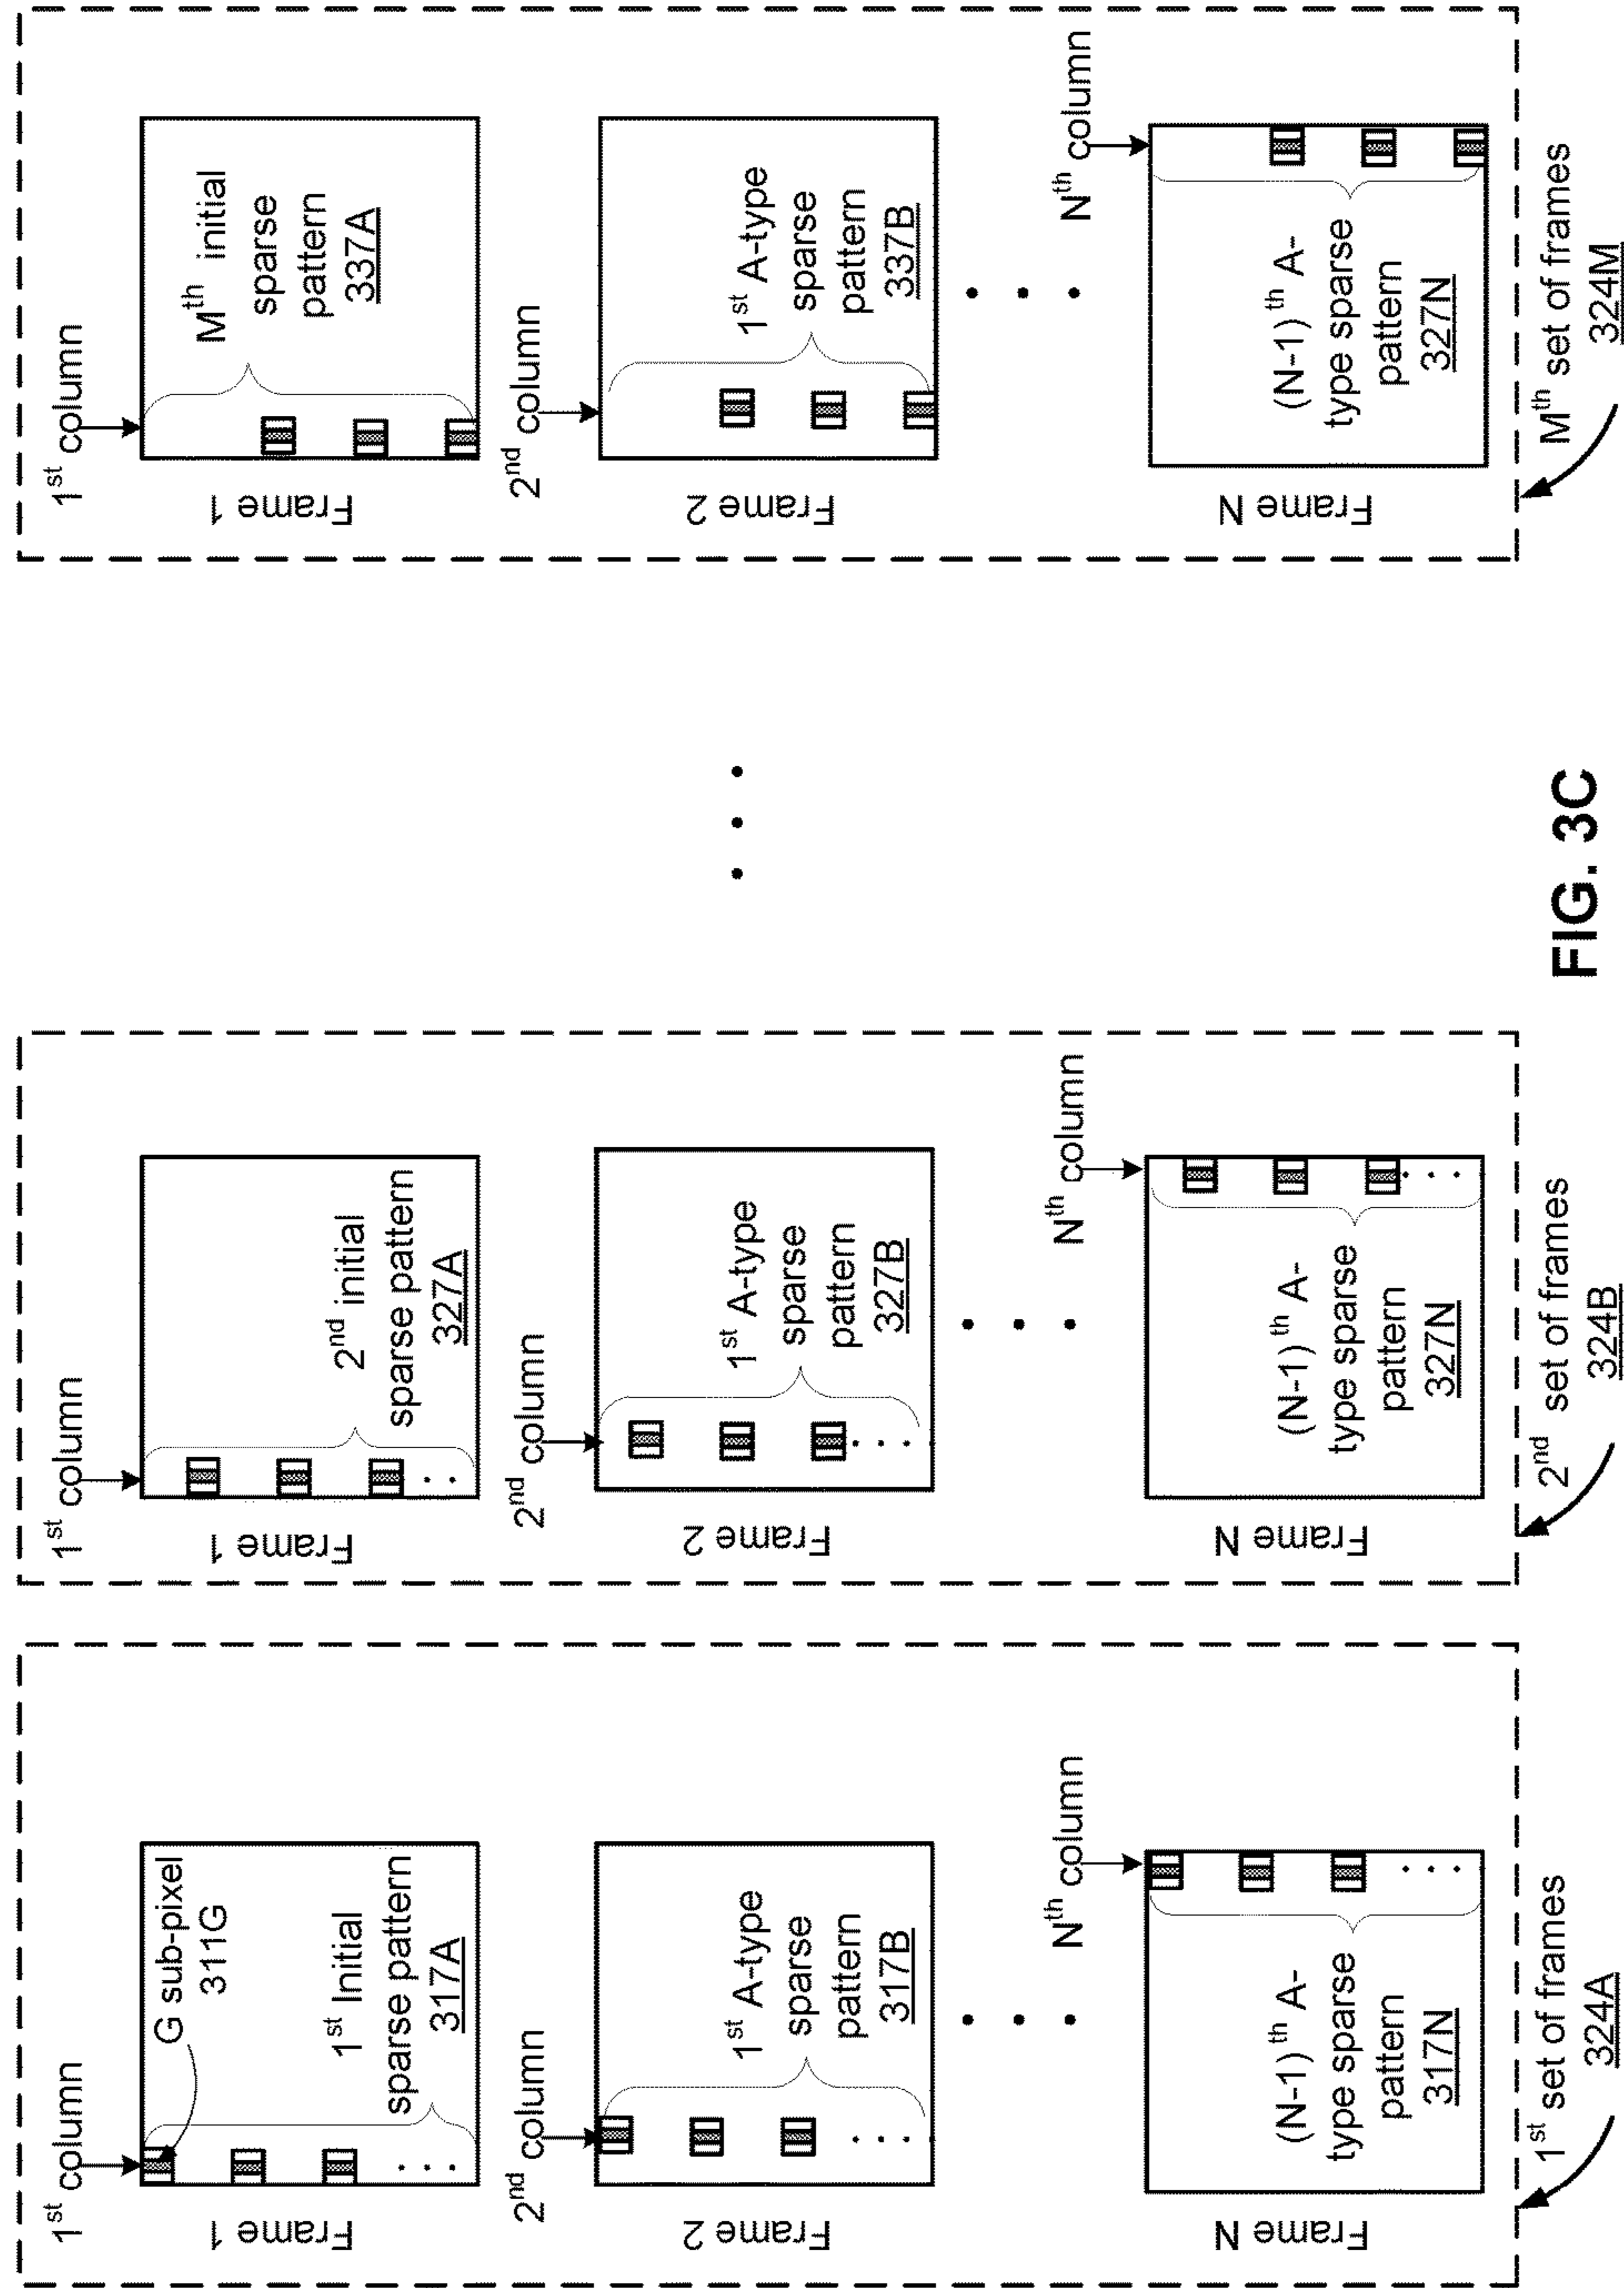 1st column
Frame 1
G sub-pixel
311G
1st Initial
sparse pattern
317A
2nd column
Frame 2
1st A-type
sparse
pattern
317B
Nth column
Frame N
(N-1)th A-
type sparse
pattern
317N
1st set of frames
324A
1st column
Frame 1
2nd initial
sparse pattern
327A
2nd column
Frame 2
1st A-type
sparse
pattern
327B
Nth column
Frame N
(N-1)th A-
type sparse
pattern
327N
2nd set of frames
324B
1st column
Frame 1
Mth initial
sparse
pattern
337A
2nd column
Frame 2
1st A-type
sparse
pattern
337B
Nth column
Frame N
(N-1)th A-
type sparse
pattern
327N
Mth set of frames
324M
FIG. 3C